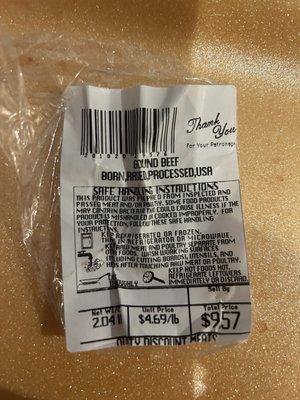 Thank
You
For Your Patronage
GOUND BEEF
BORN,RAISED,PROCESSED,USA
SAFE HANDLING INSTRUCTIONS
THIS PRODUCT WAS PREPARED FROM INSPECTED AND
PASSED MEAT AND/OR POULTRY. SOME FOOD PRODUCTS
MAY CONTAIN BACTERIA THAT COULD CAUSE ILLNESS IF THE
PRODUCT IS MISHANDLED OR COOKED IMPROPERLY. FOR
YOUR PROTECTION, FOLLOW THESE SAFE HANDLING
INSTRUCTIONS.
KEEP REFRIGERATED OR FROZEN.
THAW IN REFRIGERATOR OR MICROWAVE.
KEEP RAW MEAT OR POULTRY SEPARATE FROM
OTHER FOODS. WASH WORKING SURFACES
(INCLUDING CUTTING BOARDS), UTENSILS, AND
HANDS AFTER TOUCHING RAW MEAT OR POULTRY.
KEEP HOT FOODS HOT.
REFRIGERATE LEFTOVERS
IMMEDIATELY OR DISCARD.
Sell By
Net Wt
Unit Price
Total Price
2.04 l
$4.69/lb
$9.57
DISCOUNT MEATS